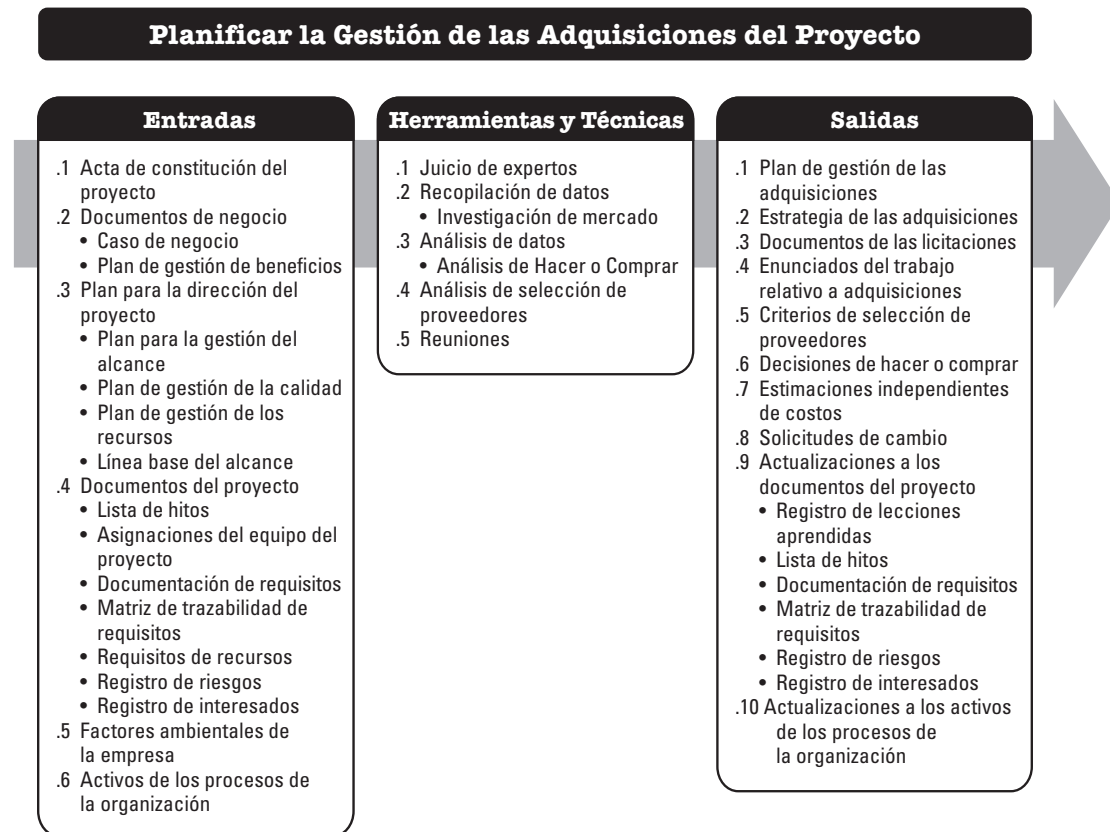 Planificar la Gestión de las Adquisiciones del Proyecto
Entradas
.1 Acta de constitución del
proyecto
.2 Documentos de negocio
• Caso de negocio
• Plan de gestión de beneficios
.3 Plan para la dirección del
proyecto
• Plan para la gestión del
alcance
• Plan de gestión de la calidad
• Plan de gestión de los
recursos
• Línea base del alcance
.4 Documentos del proyecto
• Lista de hitos
• Asignaciones del equipo del
proyecto
• Documentación de requisitos
• Matriz de trazabilidad de
requisitos
• Requisitos de recursos
• Registro de riesgos
• Registro de interesados
.5 Factores ambientales de
la empresa
.6 Activos de los procesos de
la organización
Herramientas y Técnicas
.1 Juicio de expertos
.2 Recopilación de datos
• Investigación de mercado
.3 Análisis de datos
• Análisis de Hacer o Comprar
.4 Análisis de selección de
proveedores
.5 Reuniones
Salidas
.1 Plan de gestión de las
adquisiciones
.2 Estrategia de las adquisiciones
.3 Documentos de las licitaciones
.4 Enunciados del trabajo
relativo a adquisiciones
.5 Criterios de selección de
proveedores
.6 Decisiones de hacer o comprar
.7 Estimaciones independientes
de costos
.8 Solicitudes de cambio
.9 Actualizaciones a los
documentos del proyecto
• Registro de lecciones
aprendidas
• Lista de hitos
• Documentación de requisitos
• Matriz de trazabilidad de
requisitos
• Registro de riesgos
• Registro de interesados
.10 Actualizaciones a los activos
de los procesos de
la organización